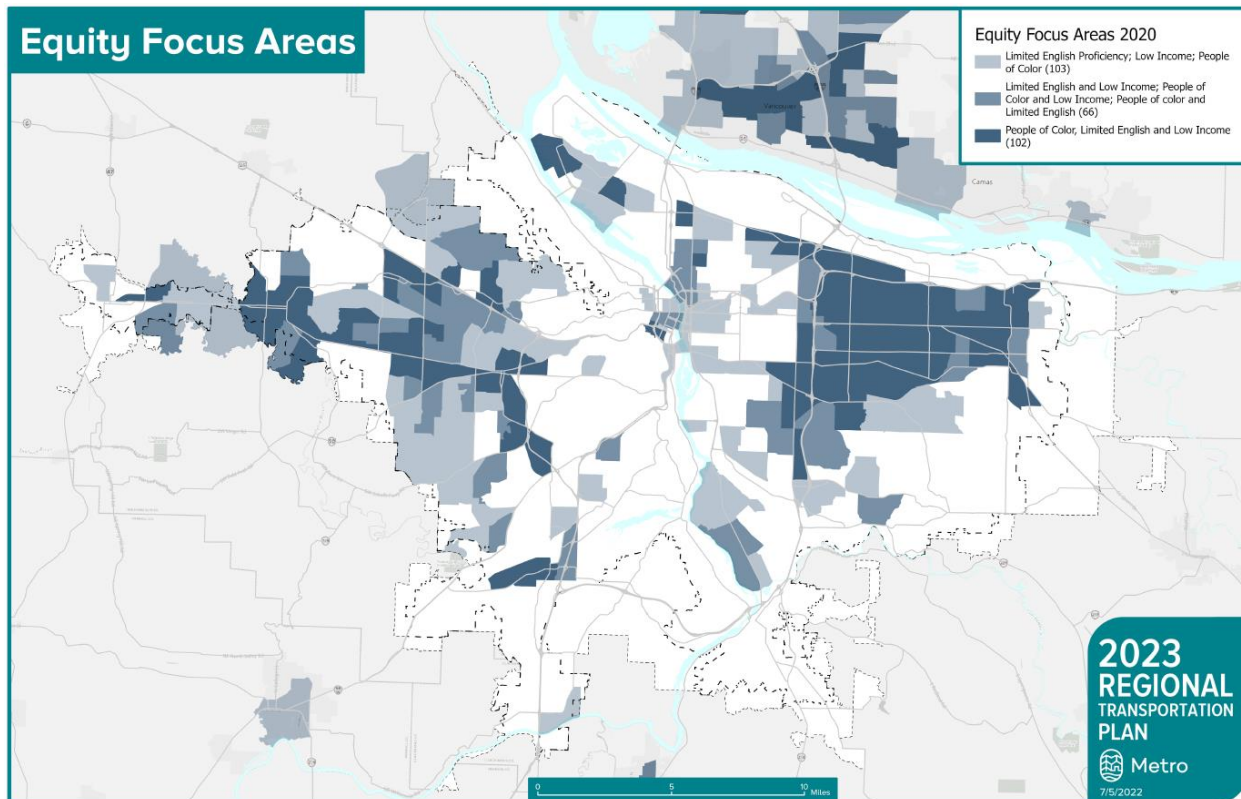 Equity Focus Areas
Equity Focus Areas 2020
Limited English Proficiency; Low Income; People
of Color (103)
Limited English and Low Income; People of
Color and Low Income; People of color and
Limited English (66)
People of Color, Limited English and Low Income
(102)
Vancouver
Camas
2023
REGIONAL
TRANSPORTATION
PLAN
Metro
7/5/2022
0 5 10
Miles